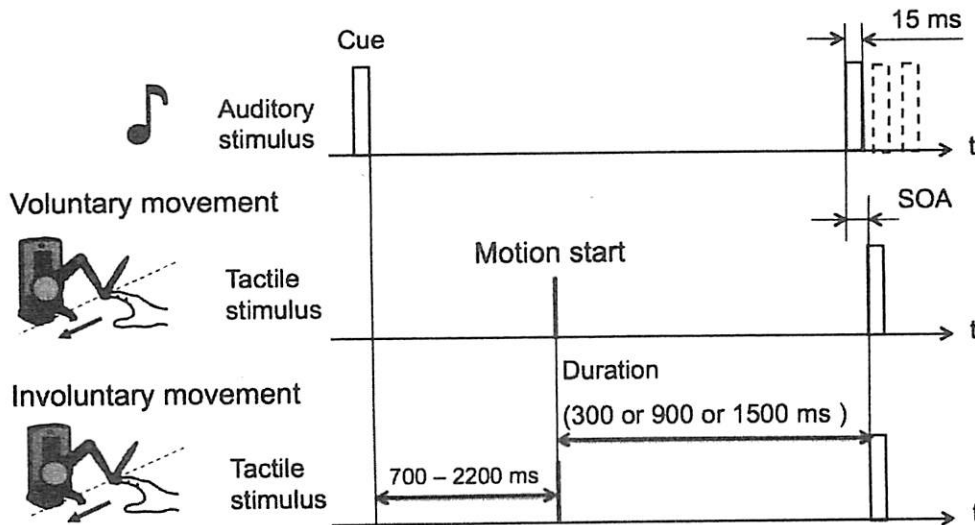 15 ms
Cue
Auditory
stimulus
t
Voluntary movement
SOA
Motion start
Tactile
stimulus
t
Involuntary movement
Duration
(300 or 900 or 1500 ms )
Tactile
stimulus
700 – 2200 ms
t